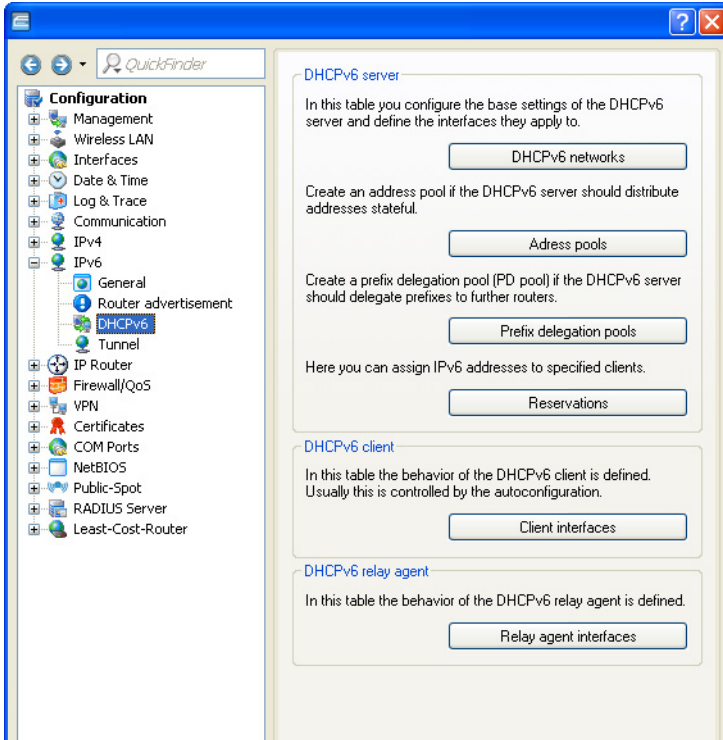 QuickFinder
Configuration
Management
Wireless LAN
Interfaces
Date & Time
Log & Trace
Communication
IPv4
IPv6
General
Router advertisement
DHCPv6
Tunnel
IP Router
Firewall/QoS
VPN
Certificates
COM Ports
NetBIOS
Public-Spot
RADIUS Server
Least-Cost-Router
DHCPv6 server
In this table you configure the base settings of the DHCPv6
server and define the interfaces they apply to.
DHCPv6 networks
Create an address pool if the DHCPv6 server should distribute
addresses stateful.
Adress pools
Create a prefix delegation pool (PD pool) if the DHCPv6 server
should delegate prefixes to further routers.
Prefix delegation pools
Here you can assign IPv6 addresses to specified clients.
Reservations
DHCPv6 client
In this table the behavior of the DHCPv6 client is defined.
Usually this is controlled by the autoconfiguration.
Client interfaces
DHCPv6 relay agent
In this table the behavior of the DHCPv6 relay agent is defined.
Relay agent interfaces